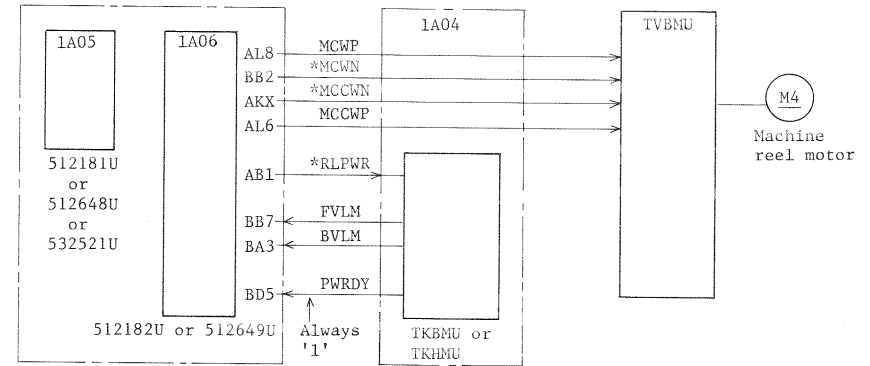 1A04
TVBMU
1A05
1A06
AL8
MCWP
BB2
*MCWN
AKX
*MCCWN
AL6
MCCWP
M4
Machine
reel motor
512181U
or
512648U
or
532521U
AB1
*RLPWR
BB7
FVLM
BA3
BVLM
BD5
PWRDY
512182U or 512649U
Always
'1'
TKBMU or
TKHMU